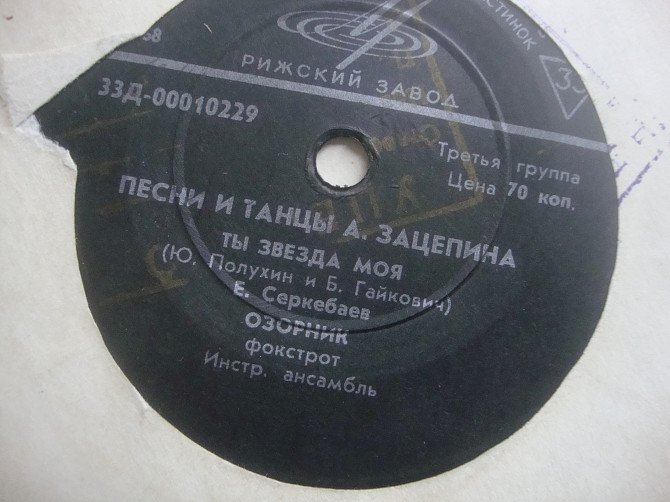 РИЖСКИЙ ЗАВОД
33
33Д-00010229
Третья группа
Цена 70 коп.
ПЕСНИ И ТАНЦЫ А. ЗАЦЕПИНА
ТЫ ЗВЕЗДА МОЯ
(Ю. Полухин и Б. Гайкович)
Е. Серкебаев
ОЗОРНИК
фокстрот
Инстр. ансамбль